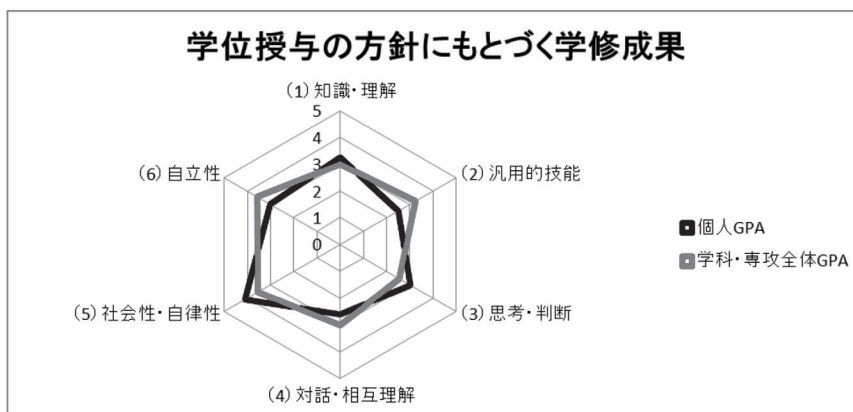 学位授与の方針にもとづく学修成果
(1) 知識・理解
5
4
3
2
1
0
(2) 汎用的技能
(3) 思考・判断
(4) 対話・相互理解
(5) 社会性・自律性
(6) 自立性
個人GPA
学科・専攻全体GPA